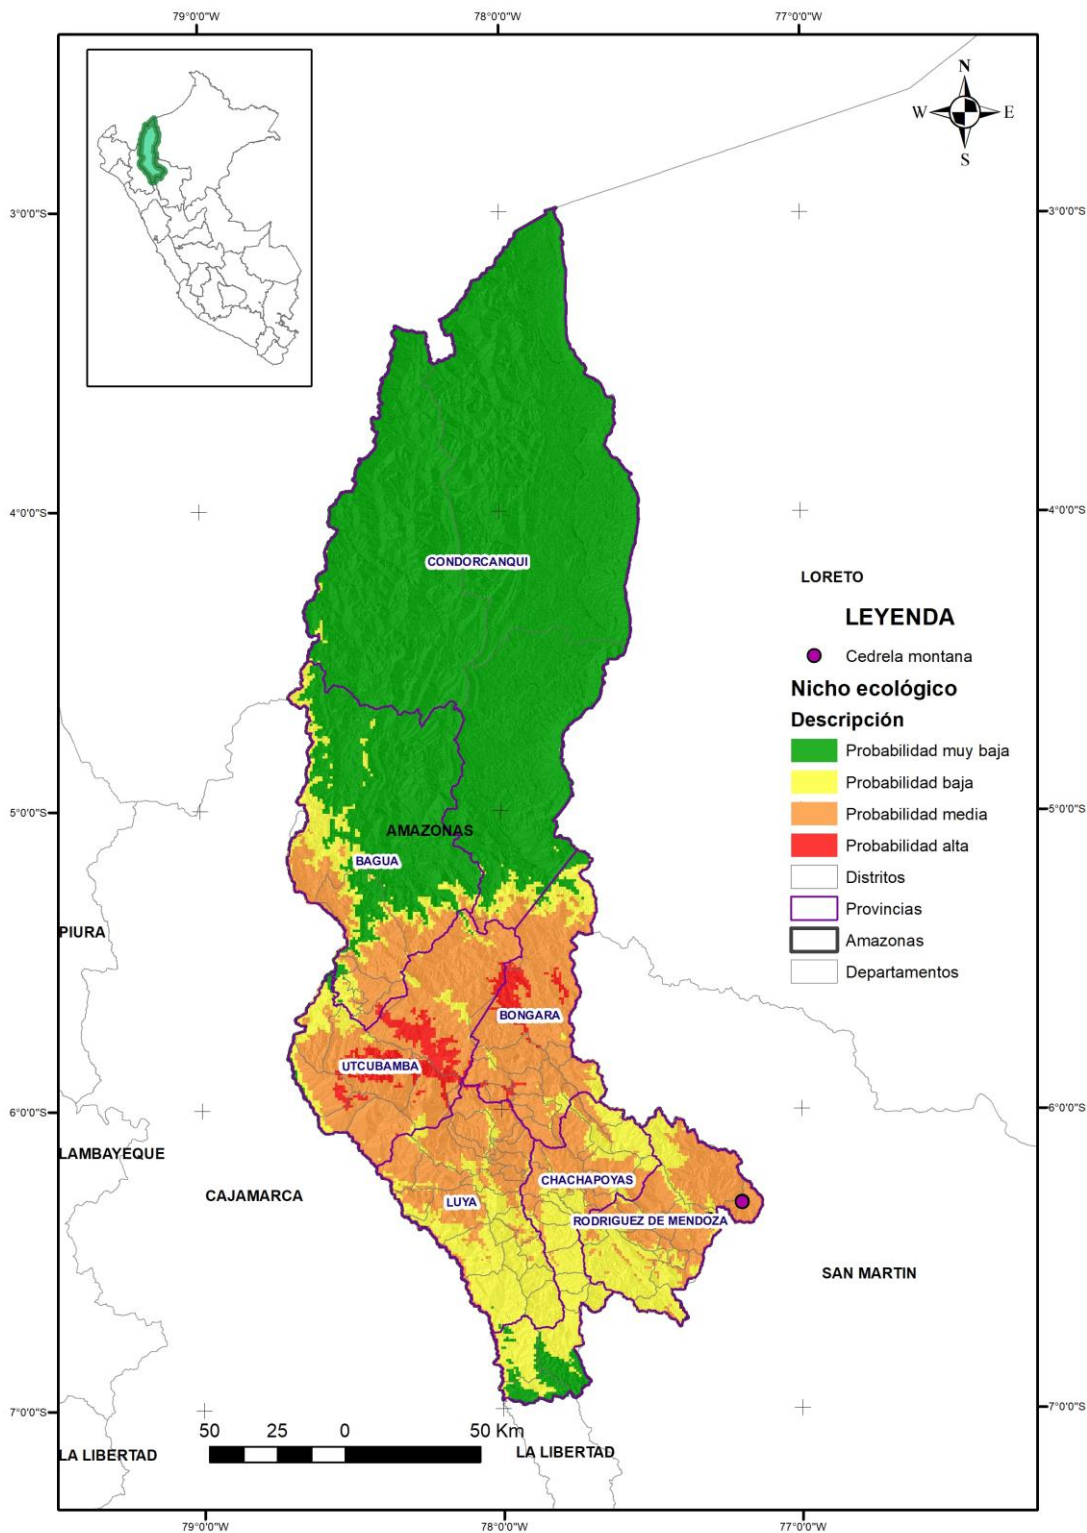 79°0'0"W
78°0'0"W
77°0'0"W
N
W
E
S
3°0'0"S
3°0'0"S
4°0'0"S
4°0'0"S
CONDORCANQUI
LORETO
LEYENDA
Cedrela montana
Nicho ecológico
Descripción
Probabilidad muy baja
Probabilidad baja
Probabilidad media
Probabilidad alta
Distritos
Provincias
Amazonas
Departamentos
5°0'0"S
5°0'0"S
AMAZONAS
BAGUA
PIURA
BONGARA
UTCUBAMBA
6°0'0"S
6°0'0"S
LAMBAYEQUE
CAJAMARCA
CHACHAPOYAS
LUYA
RODRIGUEZ DE MENDOZA
SAN MARTIN
7°0'0"S
7°0'0"S
50 25 0 50 Km
LA LIBERTAD
LA LIBERTAD
79°0'0"W
78°0'0"W
77°0'0"W